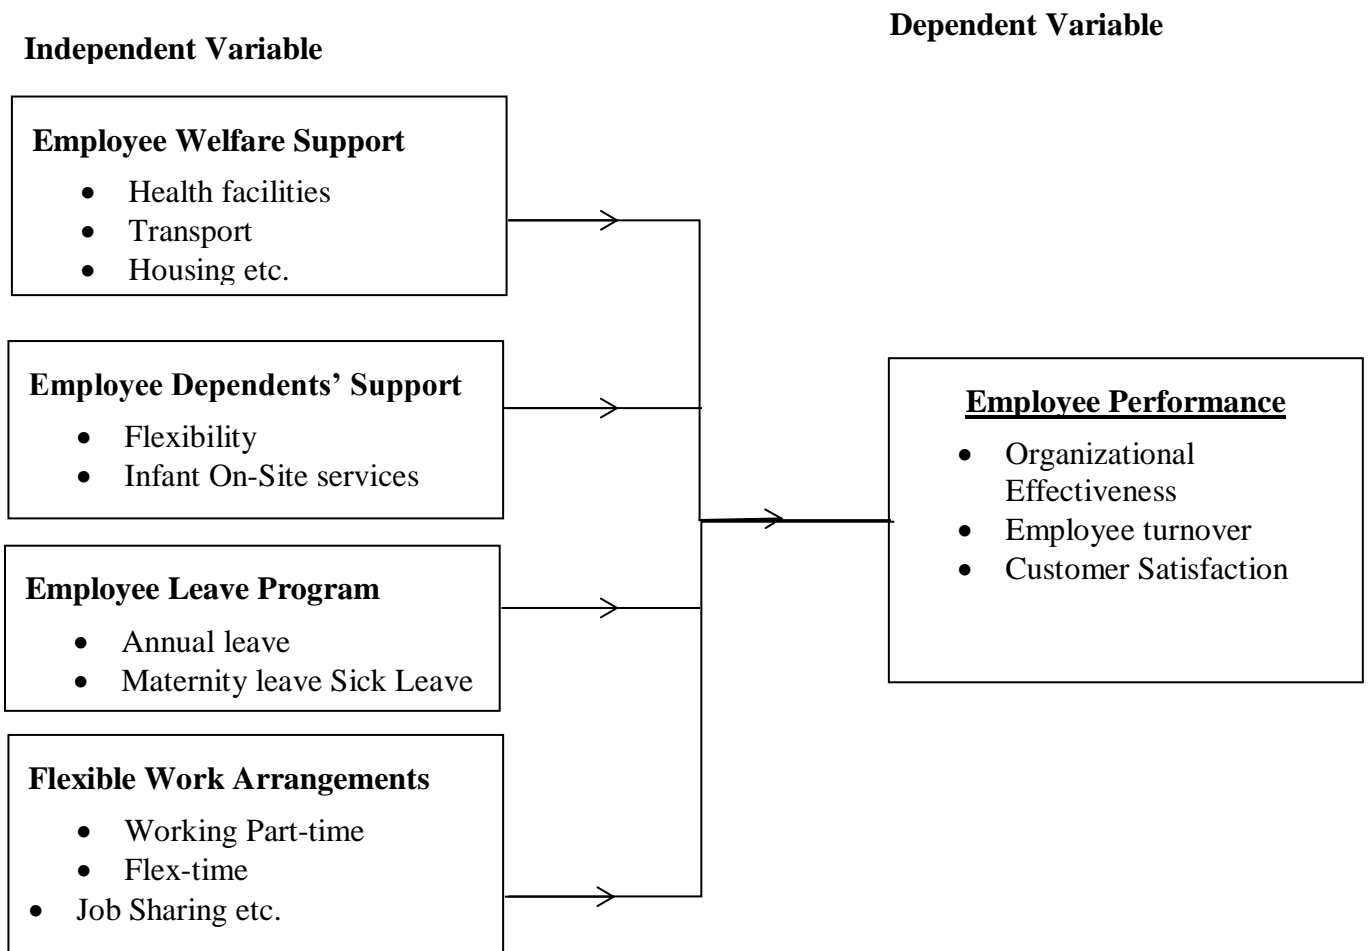 Dependent Variable
Independent Variable
Employee Welfare Support
• Health facilities
• Transport
• Housing etc.
Employee Dependents’ Support
• Flexibility
• Infant On-Site services
Employee Leave Program
• Annual leave
• Maternity leave Sick Leave
Flexible Work Arrangements
• Working Part-time
• Flex-time
• Job Sharing etc.
Employee Performance
• Organizational
Effectiveness
• Employee turnover
• Customer Satisfaction